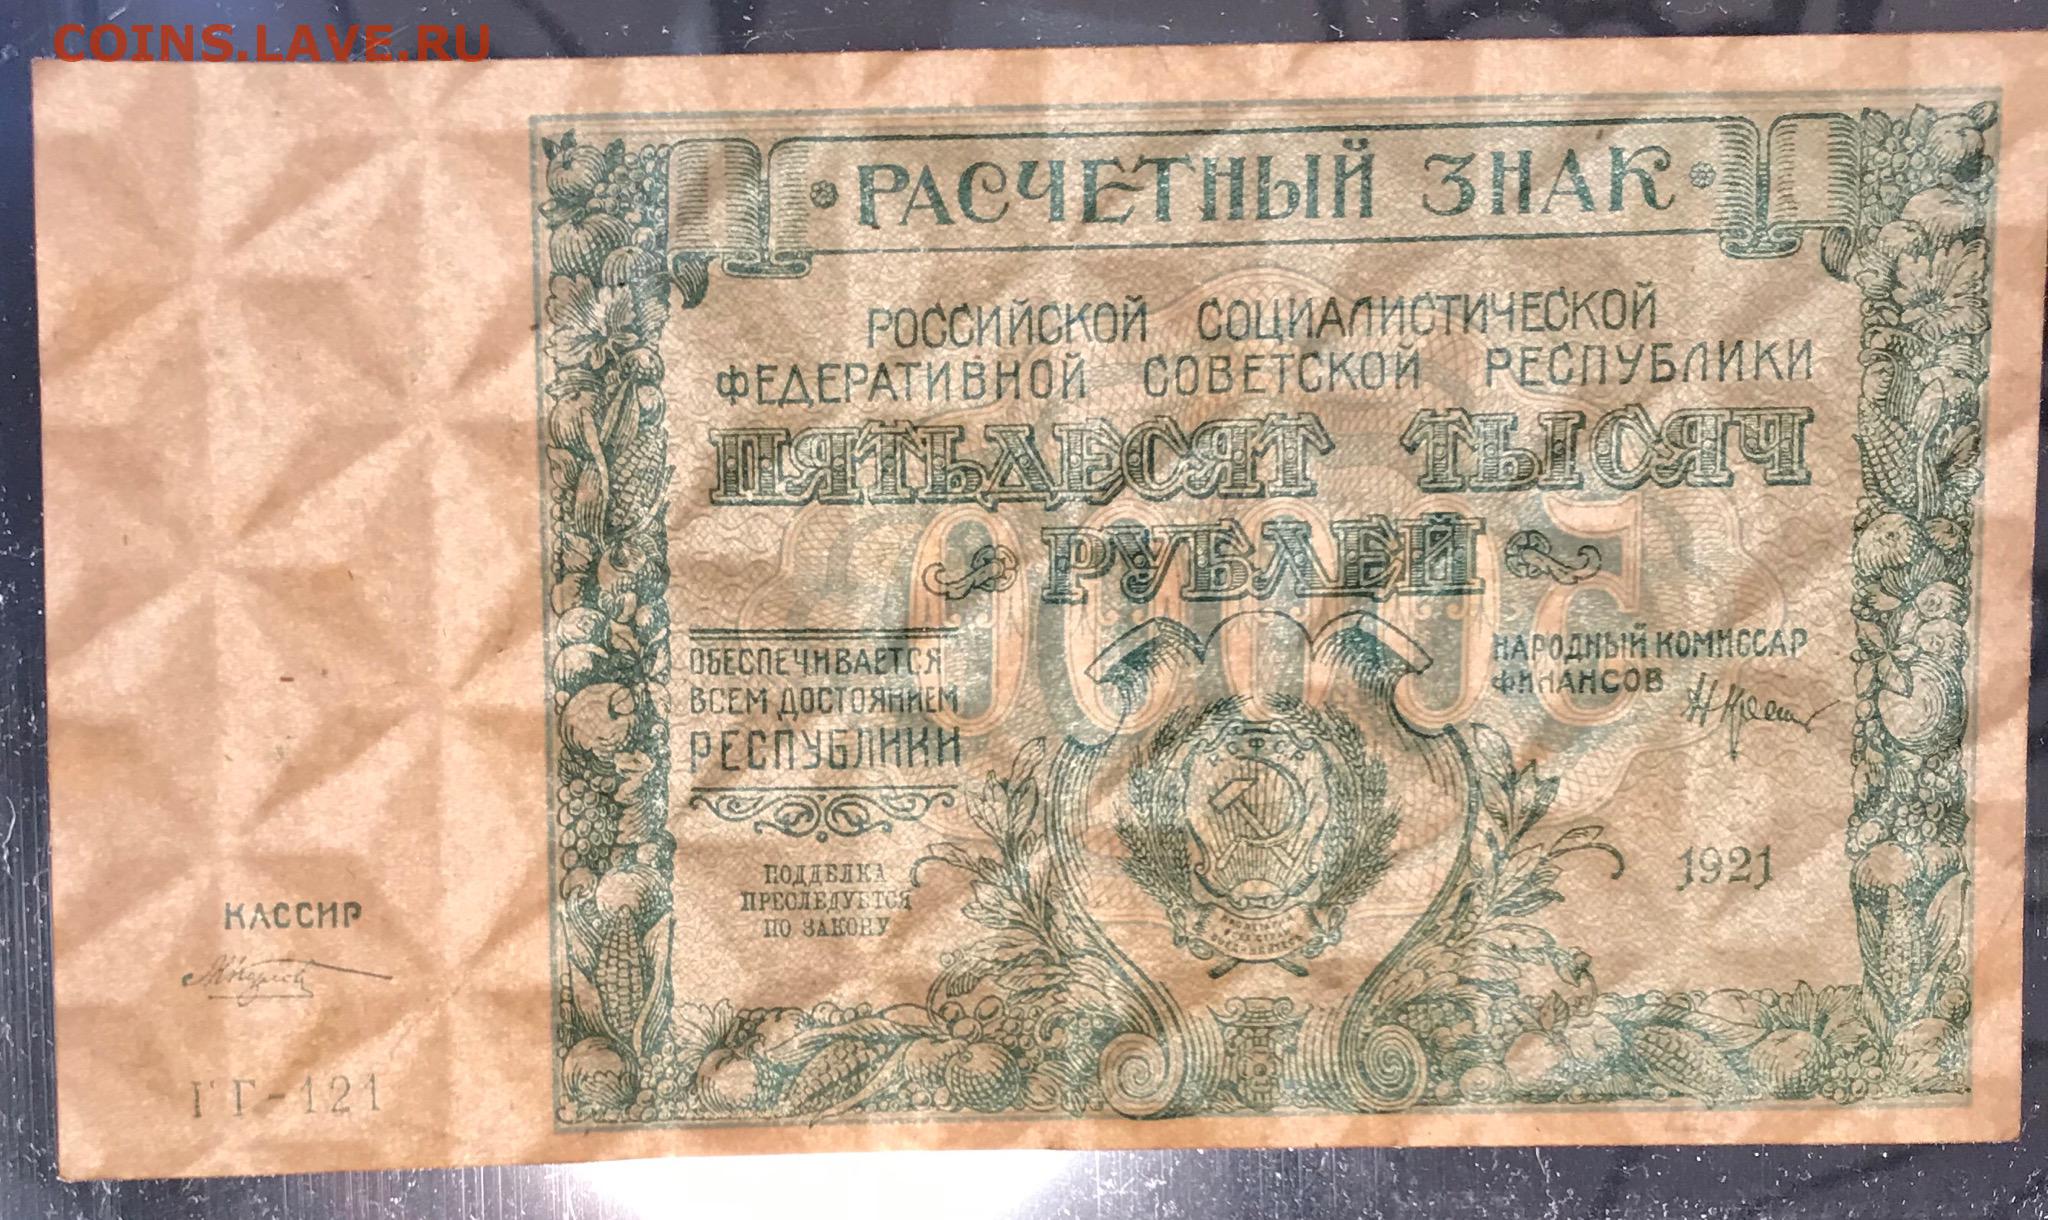 COINS.LAVE.RU
РАСЧЕТНЫЙ ЗНАК
РОССИЙСКОЙ СОЦИАЛИСТИЧЕСКОЙ
ФЕДЕРАТИВНОЙ СОВЕТСКОЙ РЕСПУБЛИКИ
ПЯТЬДЕСЯТ ТЫСЯЧ
РУБЛЕЙ
ОБЕСПЕЧИВАЕТСЯ
ВСЕМ ДОСТОЯНИЕМ
РЕСПУБЛИКИ
НАРОДНЫЙ КОМИССАР
ФИНАНСОВ
ПОДДЕЛКА
ПРЕСЛЕДУЕТСЯ
ПО ЗАКОНУ
1921
КАССИР
ГГ-121